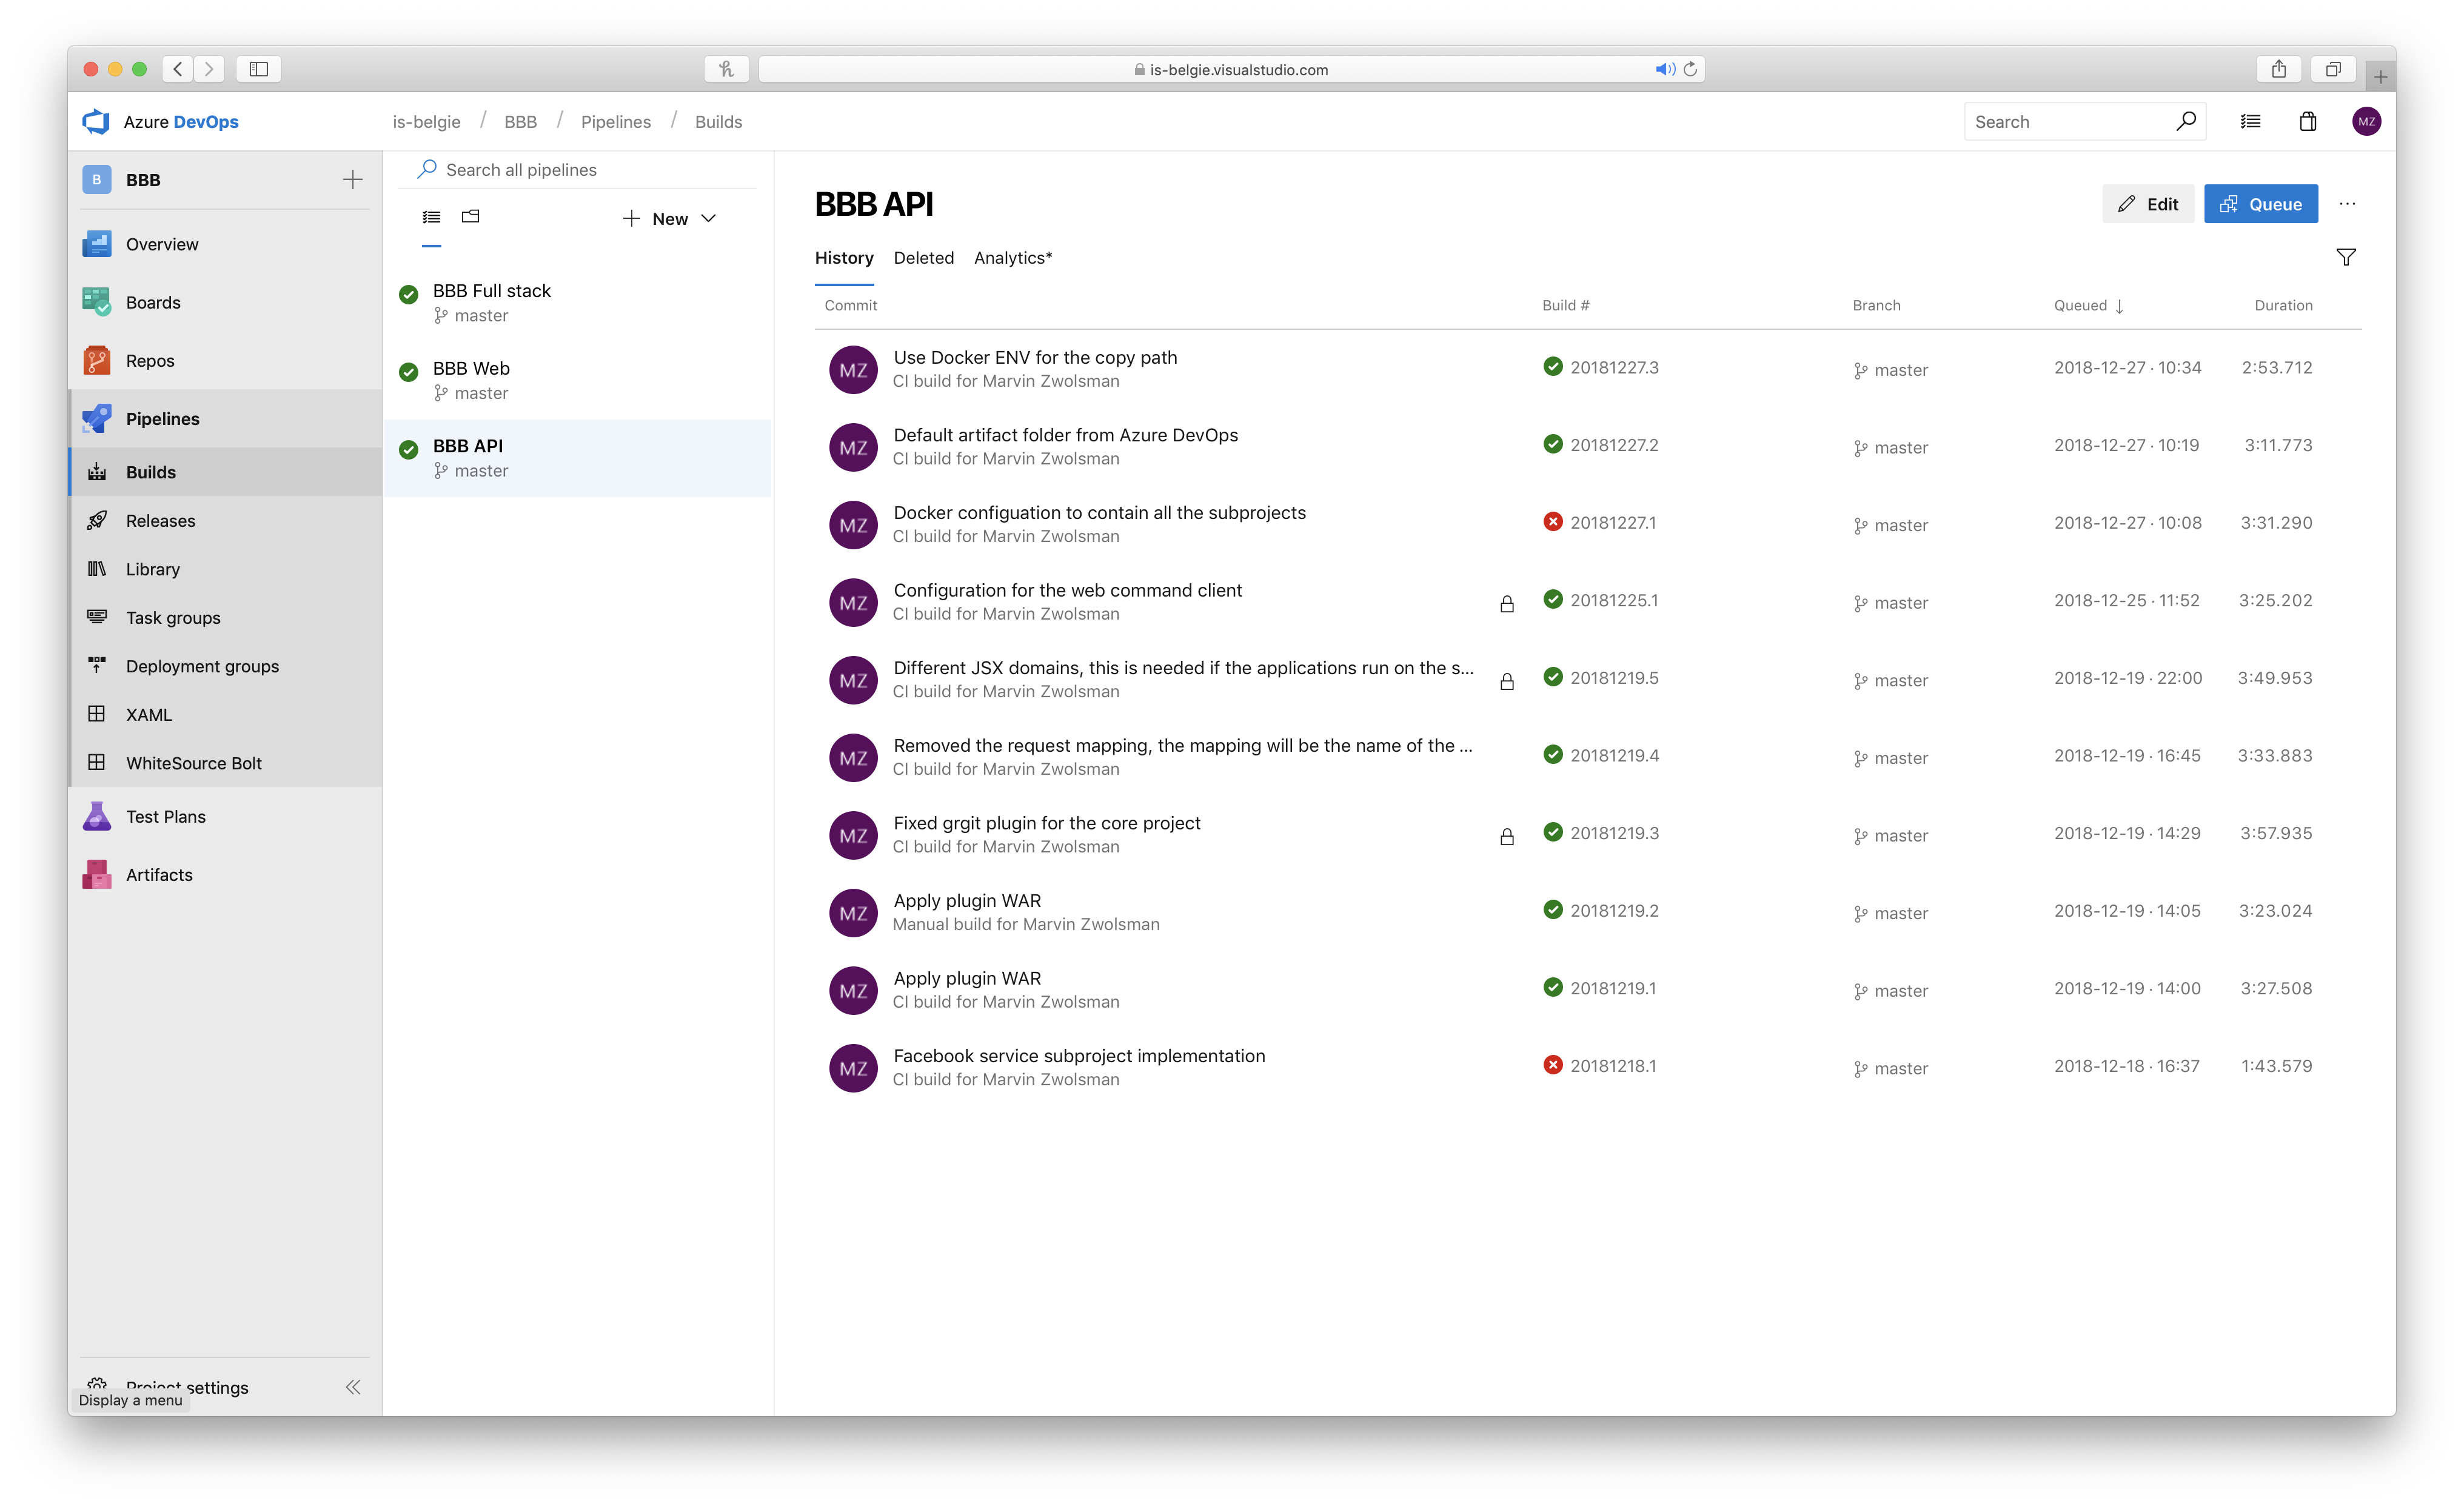 is-belgie.visualstudio.com
Azure DevOps
is-belgie / BBB / Pipelines / Builds
Search
MZ
B
BBB
Overview
Boards
Repos
Pipelines
Builds
Releases
Library
Task groups
Deployment groups
XAML
WhiteSource Bolt
Test Plans
Artifacts
Project settings
Display a menu
Search all pipelines
New
BBB Full stack
master
BBB Web
master
BBB API
master
BBB API
Edit
Queue
...
History Deleted Analytics*
Commit Build # Branch Queued Duration
MZ Use Docker ENV for the copy path 20181227.3 master 2018-12-27 · 10:34 2:53.712
CI build for Marvin Zwolsman
MZ Default artifact folder from Azure DevOps 20181227.2 master 2018-12-27 · 10:19 3:11.773
CI build for Marvin Zwolsman
MZ Docker configuation to contain all the subprojects 20181227.1 master 2018-12-27 · 10:08 3:31.290
CI build for Marvin Zwolsman
MZ Configuration for the web command client 20181225.1 master 2018-12-25 · 11:52 3:25.202
CI build for Marvin Zwolsman
MZ Different JSX domains, this is needed if the applications run on the s... 20181219.5 master 2018-12-19 · 22:00 3:49.953
CI build for Marvin Zwolsman
MZ Removed the request mapping, the mapping will be the name of the ... 20181219.4 master 2018-12-19 · 16:45 3:33.883
CI build for Marvin Zwolsman
MZ Fixed grgit plugin for the core project 20181219.3 master 2018-12-19 · 14:29 3:57.935
CI build for Marvin Zwolsman
MZ Apply plugin WAR 20181219.2 master 2018-12-19 · 14:05 3:23.024
Manual build for Marvin Zwolsman
MZ Apply plugin WAR 20181219.1 master 2018-12-19 · 14:00 3:27.508
CI build for Marvin Zwolsman
MZ Facebook service subproject implementation 20181218.1 master 2018-12-18 · 16:37 1:43.579
CI build for Marvin Zwolsman